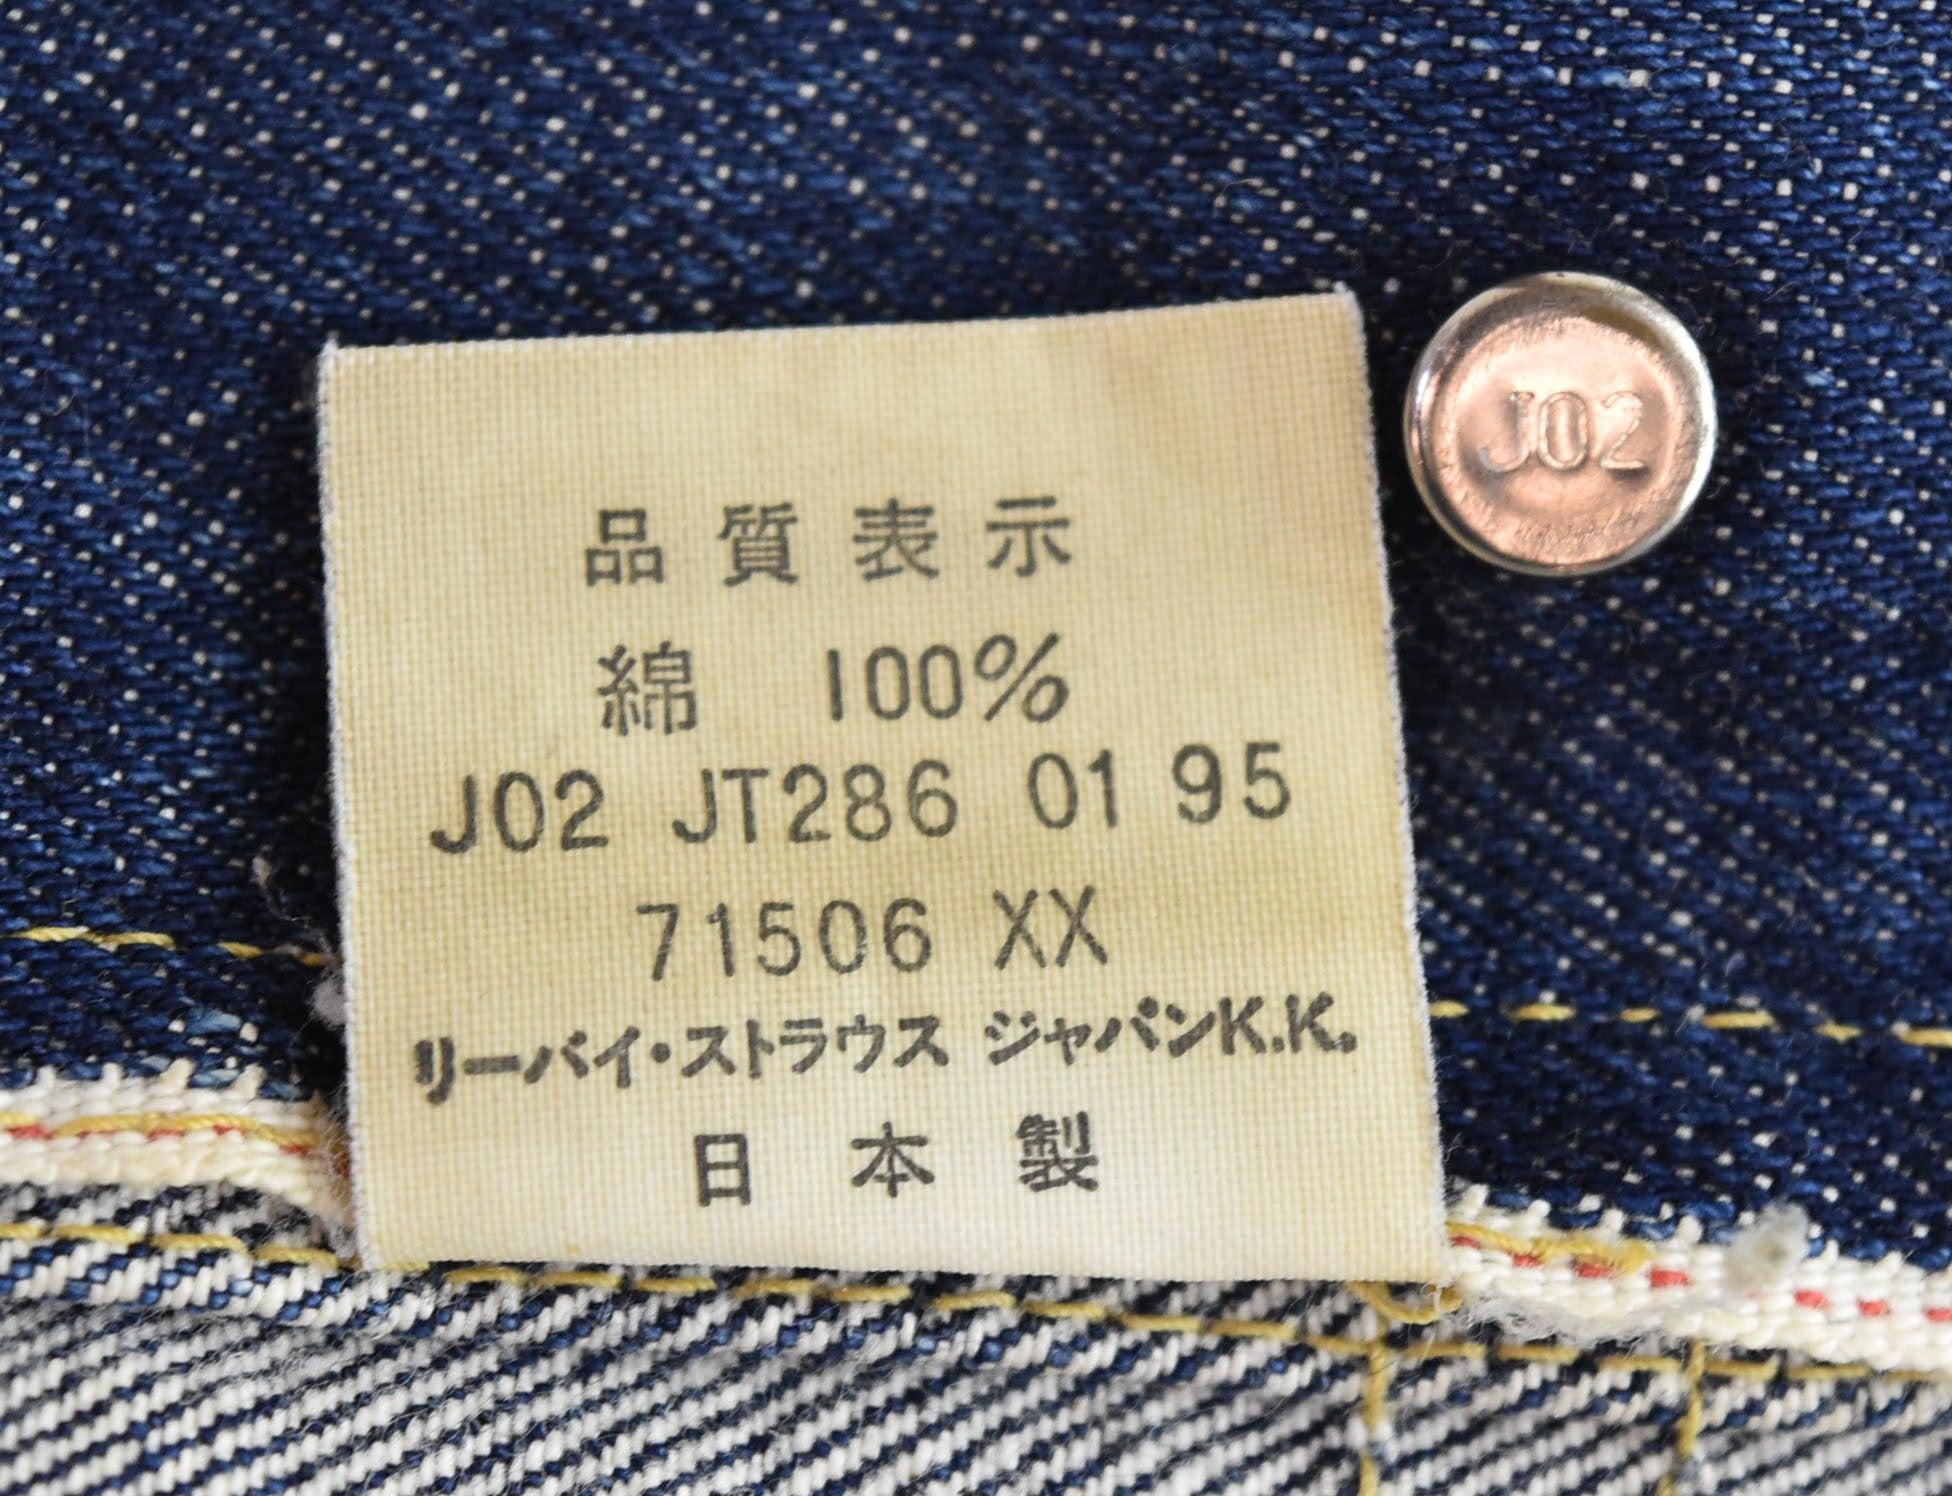 品質表示
綿 100%
J02 JT286 01 95
71506 XX
リーバイ・ストラウス ジャパンK.K.
日本製
J02